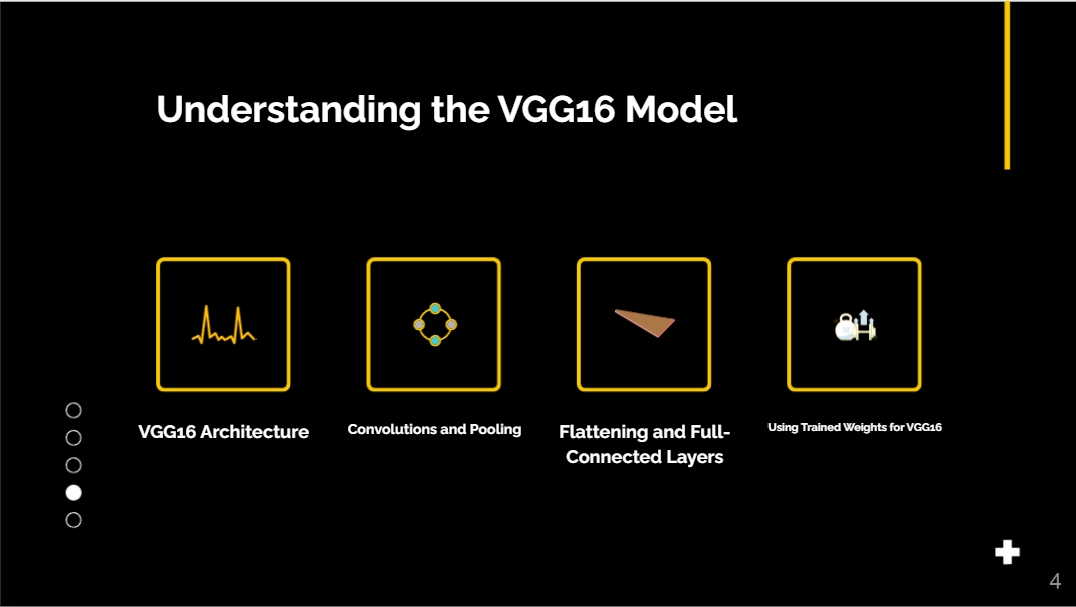 Understanding the VGG16 Model
VGG16 Architecture
Convolutions and Pooling
Flattening and Full-
Connected Layers
Using Trained Weights for VGG16
4